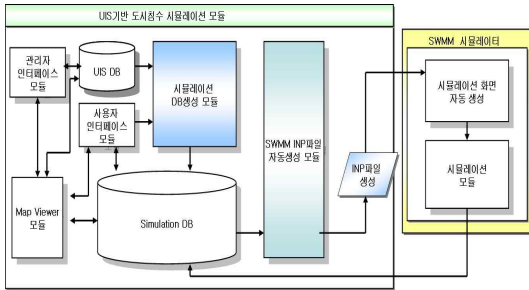 UIS기반 도시침수 시뮬레이션 모듈
관리자
인터페이스
모듈
UIS DB
사용자
인터페이스
모듈
시뮬레이션
DB생성 모듈
Map Viewer
모듈
Simulation DB
SWMM INP파일
자동생성 모듈
INP파일
생성
SWMM 시뮬레이터
시뮬레이션 화면
자동 생성
시뮬레이션
모듈